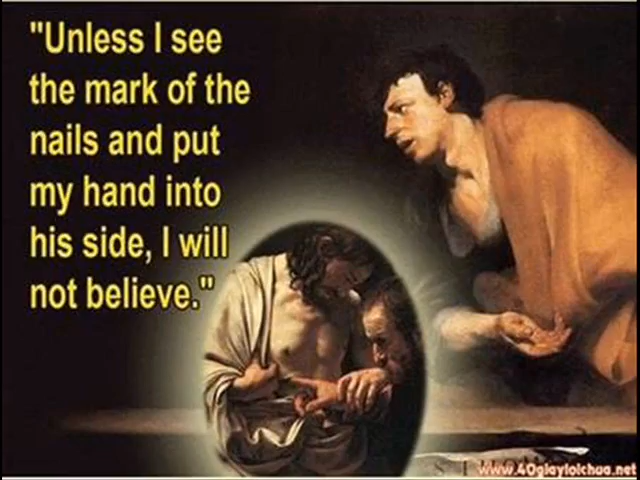 "Unless I see
the mark of the
nails and put
my hand into
his side, I will
not believe."
www.40giayloichua.net